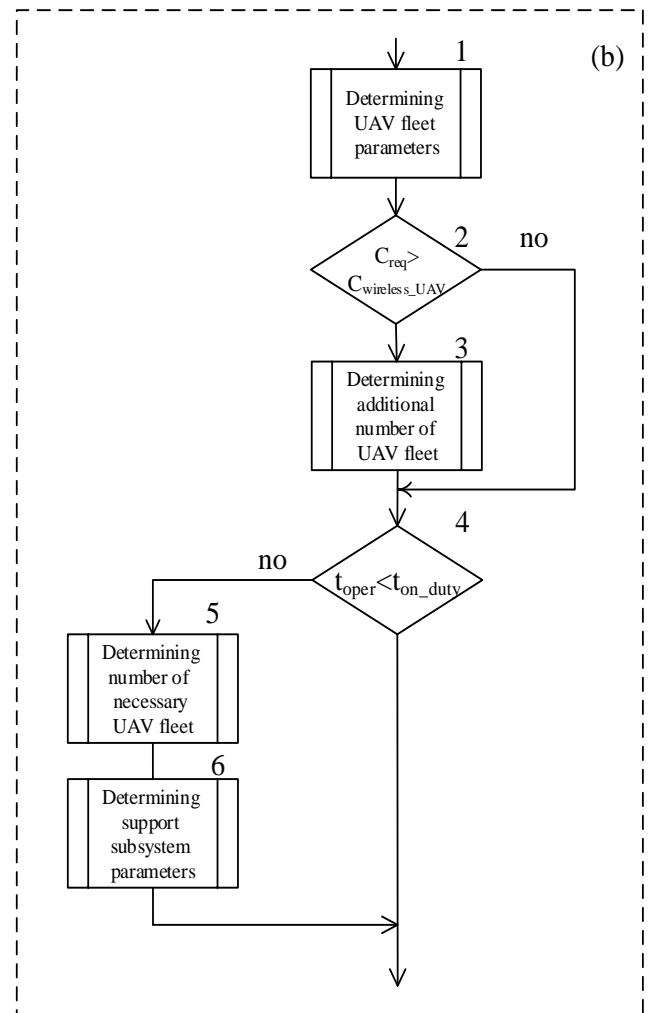 (b)
1
Determining
UAV fleet
parameters
2
no
C_req>
C_wireless_UAV
3
Determining
additional
number of
UAV fleet
4
no
t_oper<t_on_duty
5
Determining
number of
necessary
UAV fleet
6
Determining
support
subsystem
parameters